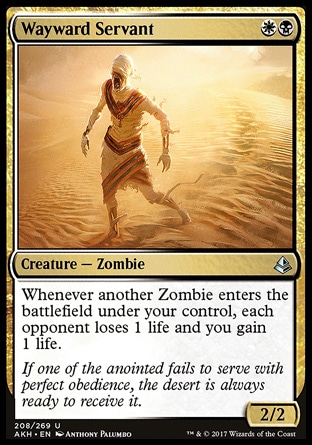 Wayward Servant
Creature — Zombie
Whenever another Zombie enters the
battlefield under your control, each
opponent loses 1 life and you gain
1 life.
If one of the anointed fails to serve with
perfect obedience, the desert is always
ready to receive it.
2/2
208/269 U
AKH • EN Anthony Palumbo
™ & © 2017 Wizards of the Coast